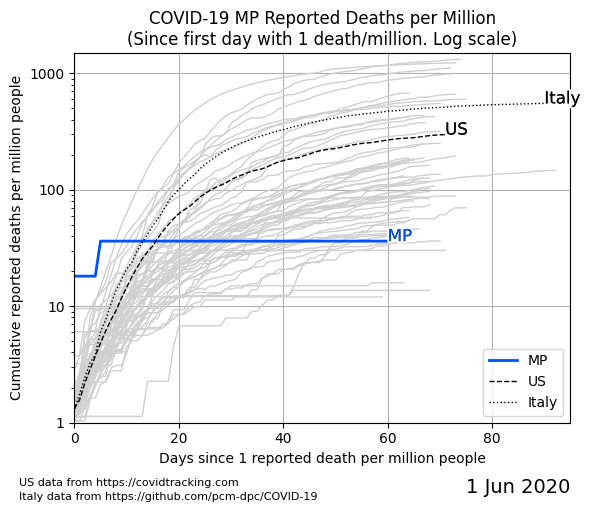 COVID-19 MP Reported Deaths per Million
(Since first day with 1 death/million. Log scale)
Cumulative reported deaths per million people
1000
100
10
1
Italy
US
MP
MP
US
Italy
0
20
40
60
80
Days since 1 reported death per million people
US data from https://covidtracking.com
Italy data from https://github.com/pcm-dpc/COVID-19
1 Jun 2020